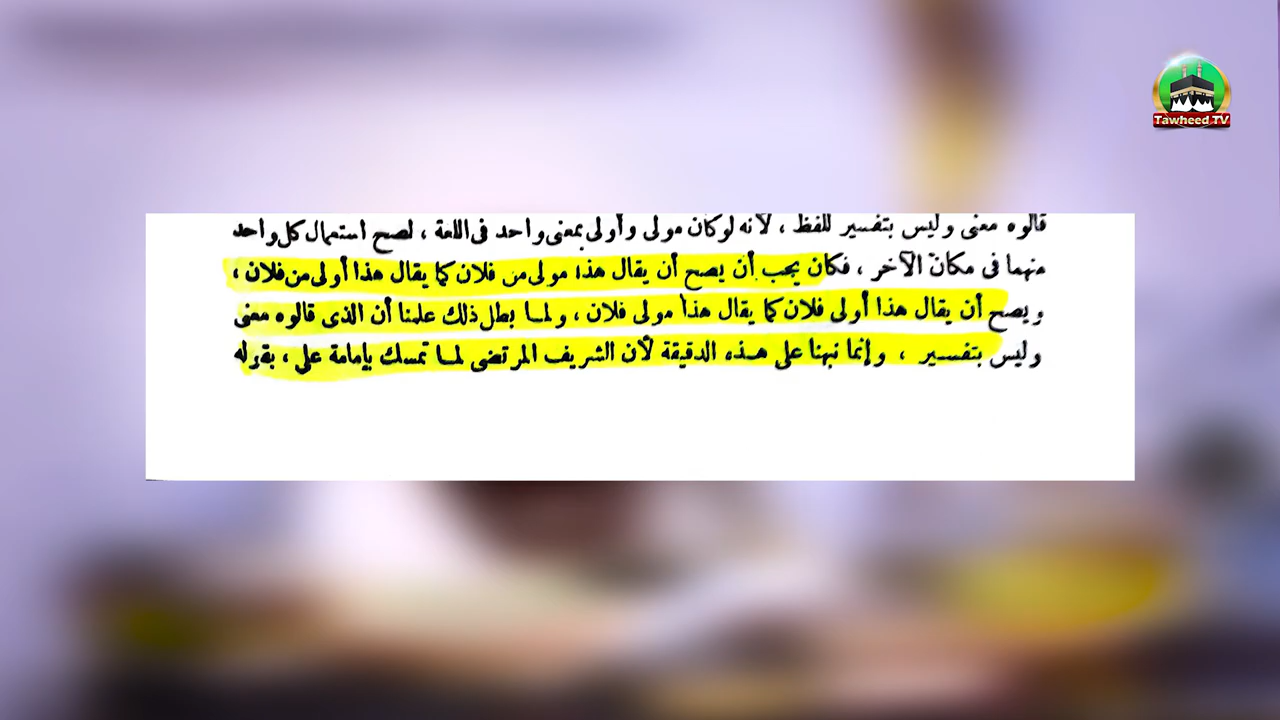 Tawheed TV
قالوه معنى وليس بتفسير للفظ ، لأنه لو كان مولى وأولى بمعنى واحد فى اللغة ، لصح استعمال كل واحد
منهما فى مكان الآخر ، فكان يجب أن يصح أن يقال هذا مولى من فلان كما يقال هذا أولى من فلان ،
ويصح أن يقال هذا أولى فلان كما يقال هذا مولى فلان ، ولما بطل ذلك علمنا أن الذى قالوه معنى
وليس بتفسير ، وإنما نبهنا على هذه الدقيقة لأن الشريف المرتضى لما تمسك بإمامة على ، بقوله